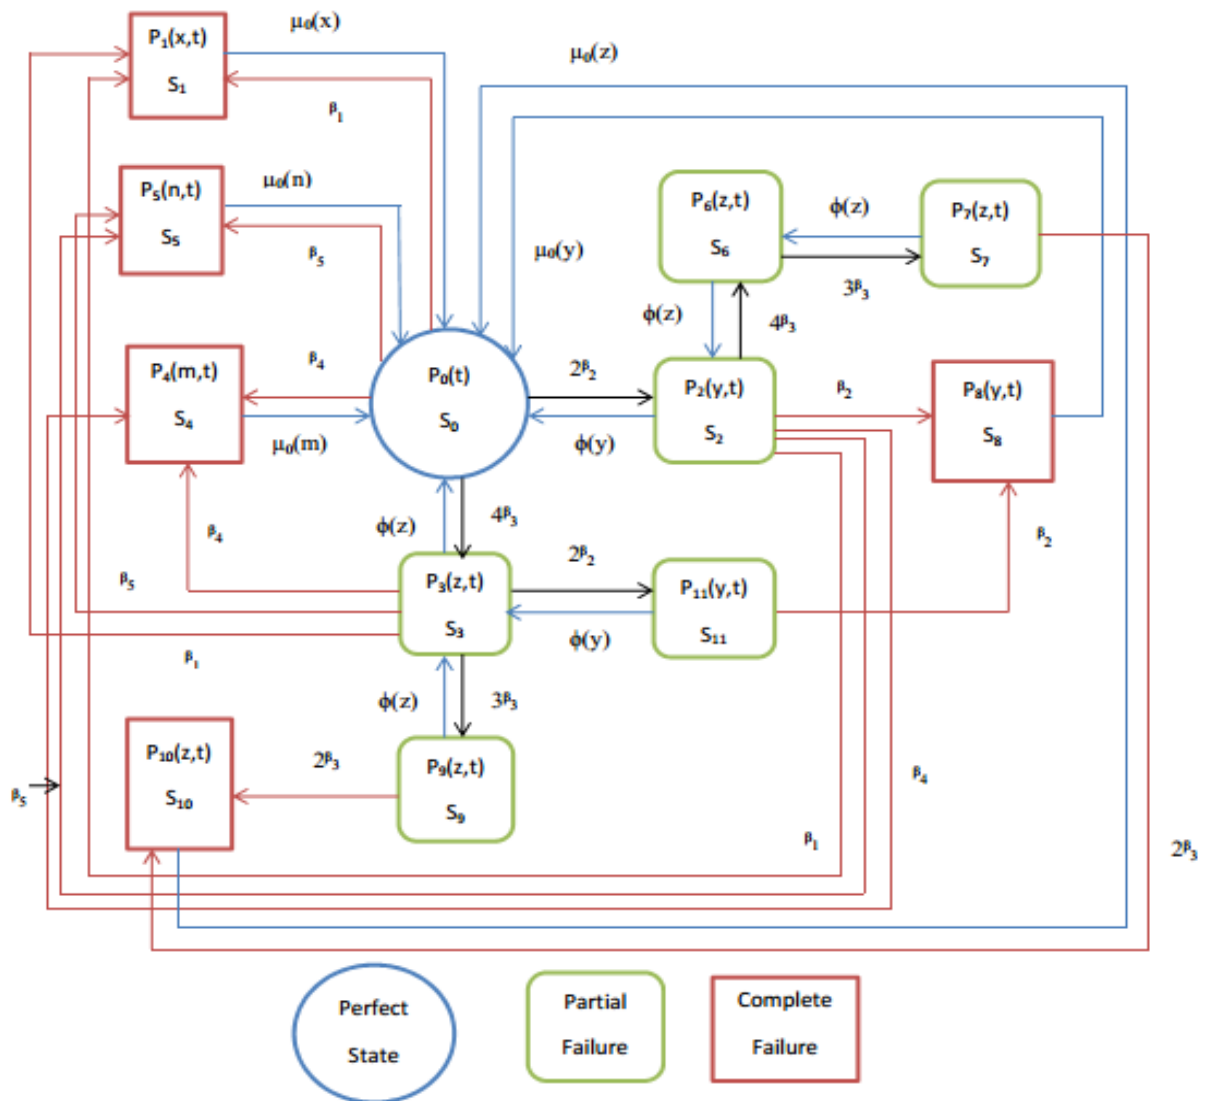 P₁(x,t)
S₁
μ₀(x)
β₁
μ₀(z)
P₅(n,t)
S₅
μ₀(n)
β₅
μ₀(y)
P₆(z,t)
S₆
ϕ(z)
3β₃
P₇(z,t)
S₇
ϕ(z)
4β₃
P₄(m,t)
S₄
β₄
μ₀(m)
P₀(t)
S₀
2β₂
ϕ(y)
P₂(y,t)
S₂
β₂
P₈(y,t)
S₈
β₄
β₅
β₁
ϕ(z)
4β₃
P₃(z,t)
S₃
2β₂
ϕ(y)
P₁₁(y,t)
S₁₁
β₂
ϕ(z)
3β₃
P₁₀(z,t)
S₁₀
2β₃
P₉(z,t)
S₉
β₅
β₄
β₁
2β₃
Perfect
State
Partial
Failure
Complete
Failure